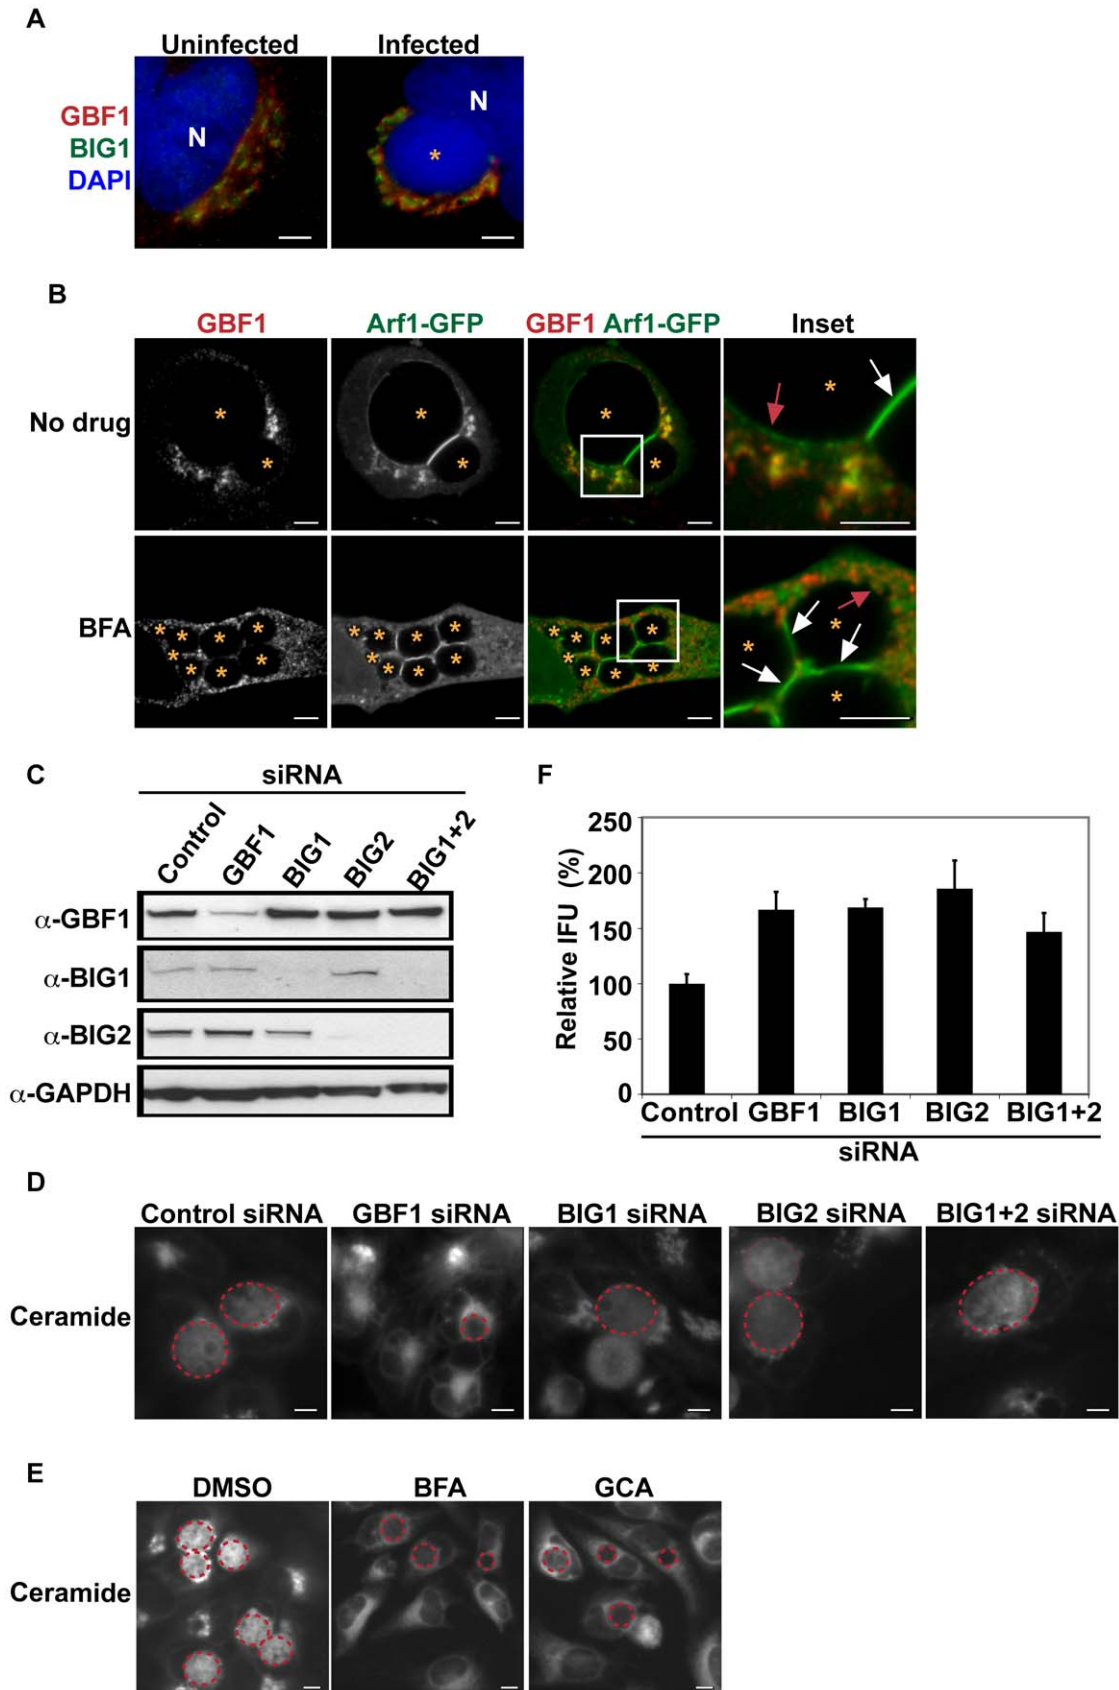 A
Uninfected Infected
GBF1
BIG1
DAPI
N
*
N
B
GBF1 Arf1-GFP GBF1 Arf1-GFP Inset
No drug
* * * * * * *
BFA
* * * * * * * *
* * * * * * * *
* * * * * * * *
* * *
C
siRNA
Control GBF1 BIG1 BIG2 BIG1+2
α-GBF1
α-BIG1
α-BIG2
α-GAPDH
F
Relative IFU (%)
250
200
150
100
50
0
Control GBF1 BIG1 BIG2 BIG1+2
siRNA
D
Control siRNA GBF1 siRNA BIG1 siRNA BIG2 siRNA BIG1+2 siRNA
Ceramide
E
DMSO BFA GCA
Ceramide